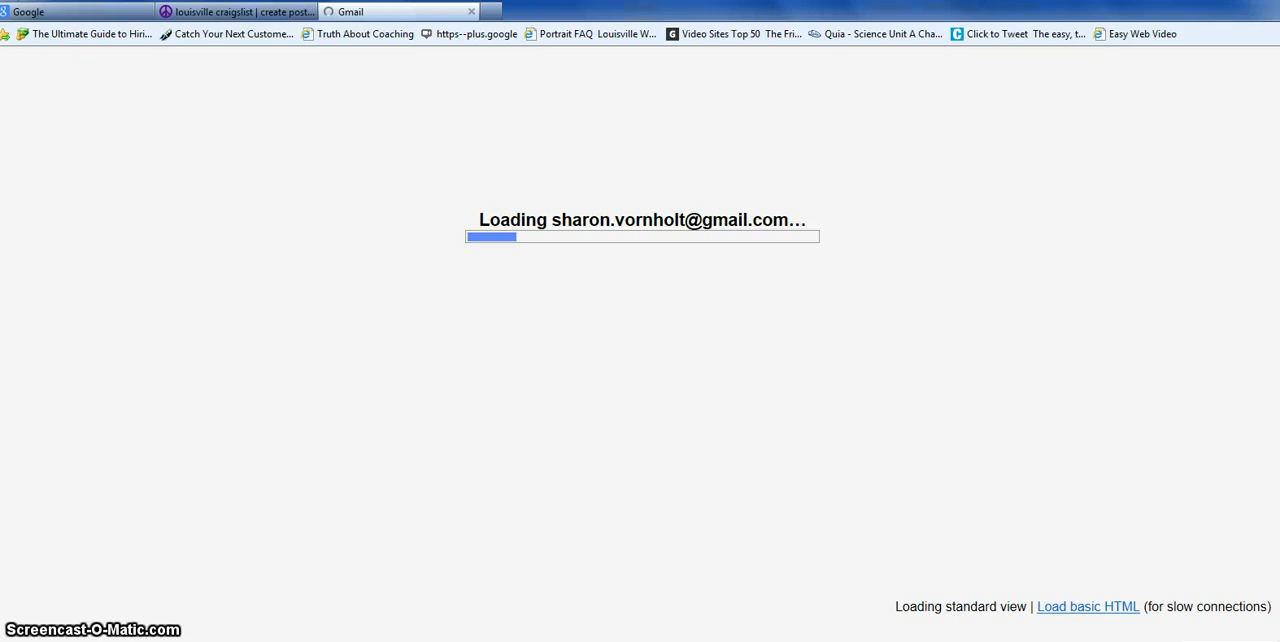 Google louisville craigslist | create post... Gmail
The Ultimate Guide to Hiri... Catch Your Next Custome... Truth About Coaching https--plus.google Portrait FAQ Louisville W... Video Sites Top 50 The Fri... Quia - Science Unit A Cha... Click to Tweet The easy, t... Easy Web Video
Loading sharon.vornholt@gmail.com…
Loading standard view | Load basic HTML (for slow connections)
Screencast-O-Matic.com